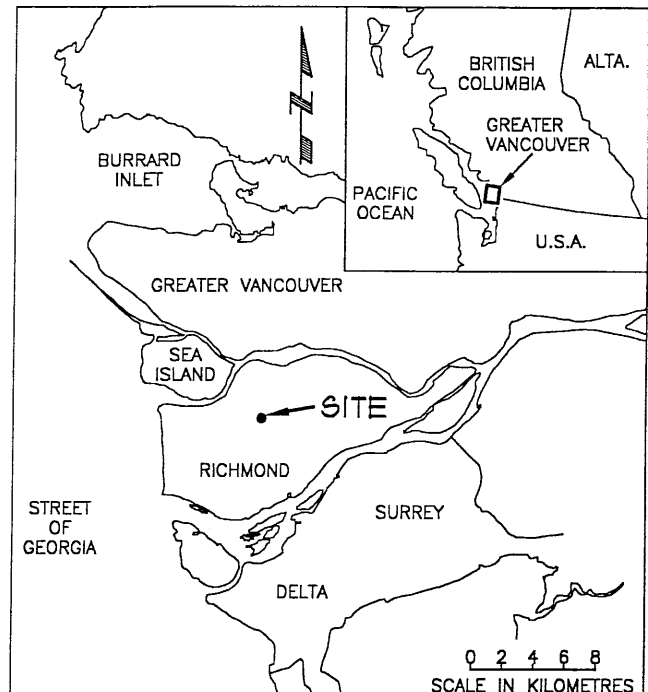 BRITISH
COLUMBIA
ALTA.
GREATER
VANCOUVER
PACIFIC
OCEAN
U.S.A.
N
BURRARD
INLET
GREATER VANCOUVER
SEA
ISLAND
SITE
RICHMOND
STREET
OF
GEORGIA
SURREY
DELTA
0 2 4 6 8
SCALE IN KILOMETRES